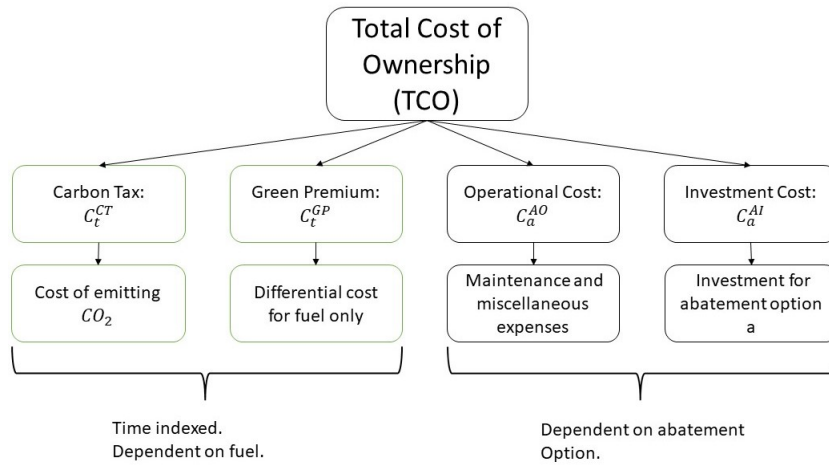 Total Cost of
Ownership
(TCO)
Carbon Tax:
C_t^{CT}
Green Premium:
C_t^{GP}
Operational Cost:
C_a^{AO}
Investment Cost:
C_a^{AI}
Cost of emitting
CO_2
Differential cost
for fuel only
Maintenance and
miscellaneous
expenses
Investment for
abatement option
a
Time indexed.
Dependent on fuel.
Dependent on abatement
Option.